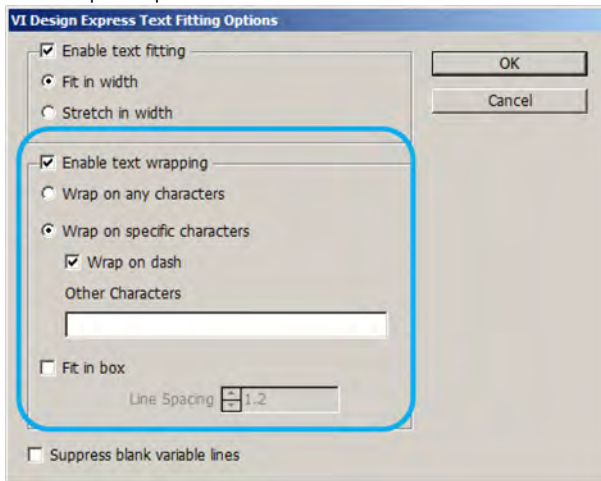 VI Design Express Text Fitting Options
Enable text fitting
OK
Fit in width
Cancel
Stretch in width
Enable text wrapping
Wrap on any characters
Wrap on specific characters
Wrap on dash
Other Characters
Fit in box
Line Spacing 1.2
Suppress blank variable lines